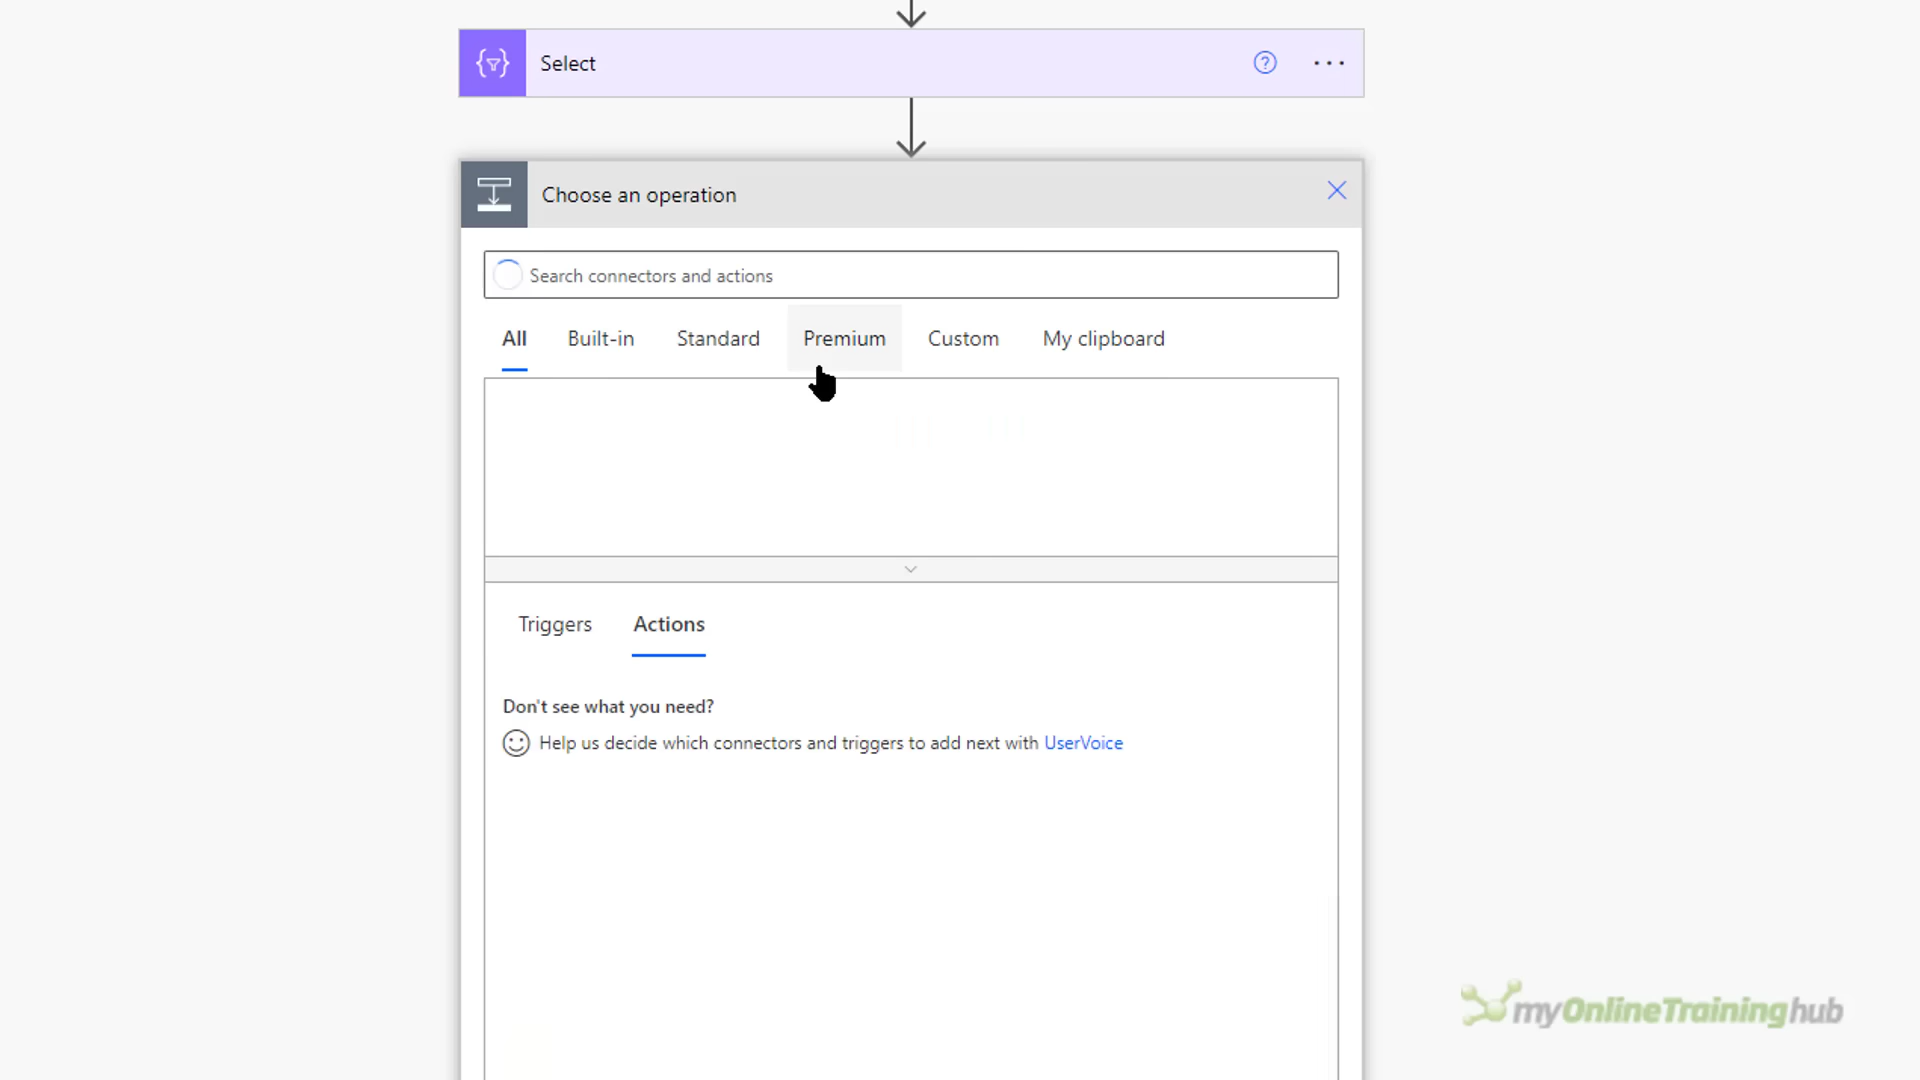 Select
Choose an operation
Search connectors and actions
All Built-in Standard Premium Custom My clipboard
Triggers Actions
Don't see what you need?
Help us decide which connectors and triggers to add next with UserVoice
myOnlineTraininghub